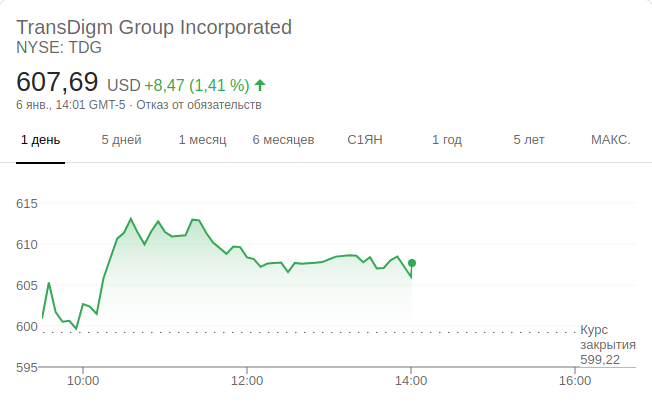 TransDigm Group Incorporated
NYSE: TDG
607,69 USD +8,47 (1,41 %)
6 янв., 14:01 GMT-5 · Отказ от обязательств
1 день 5 дней 1 месяц 6 месяцев С1ЯН 1 год 5 лет МАКС.
615
610
605
600
Курс
закрытия
599,22
595
10:00 12:00 14:00 16:00